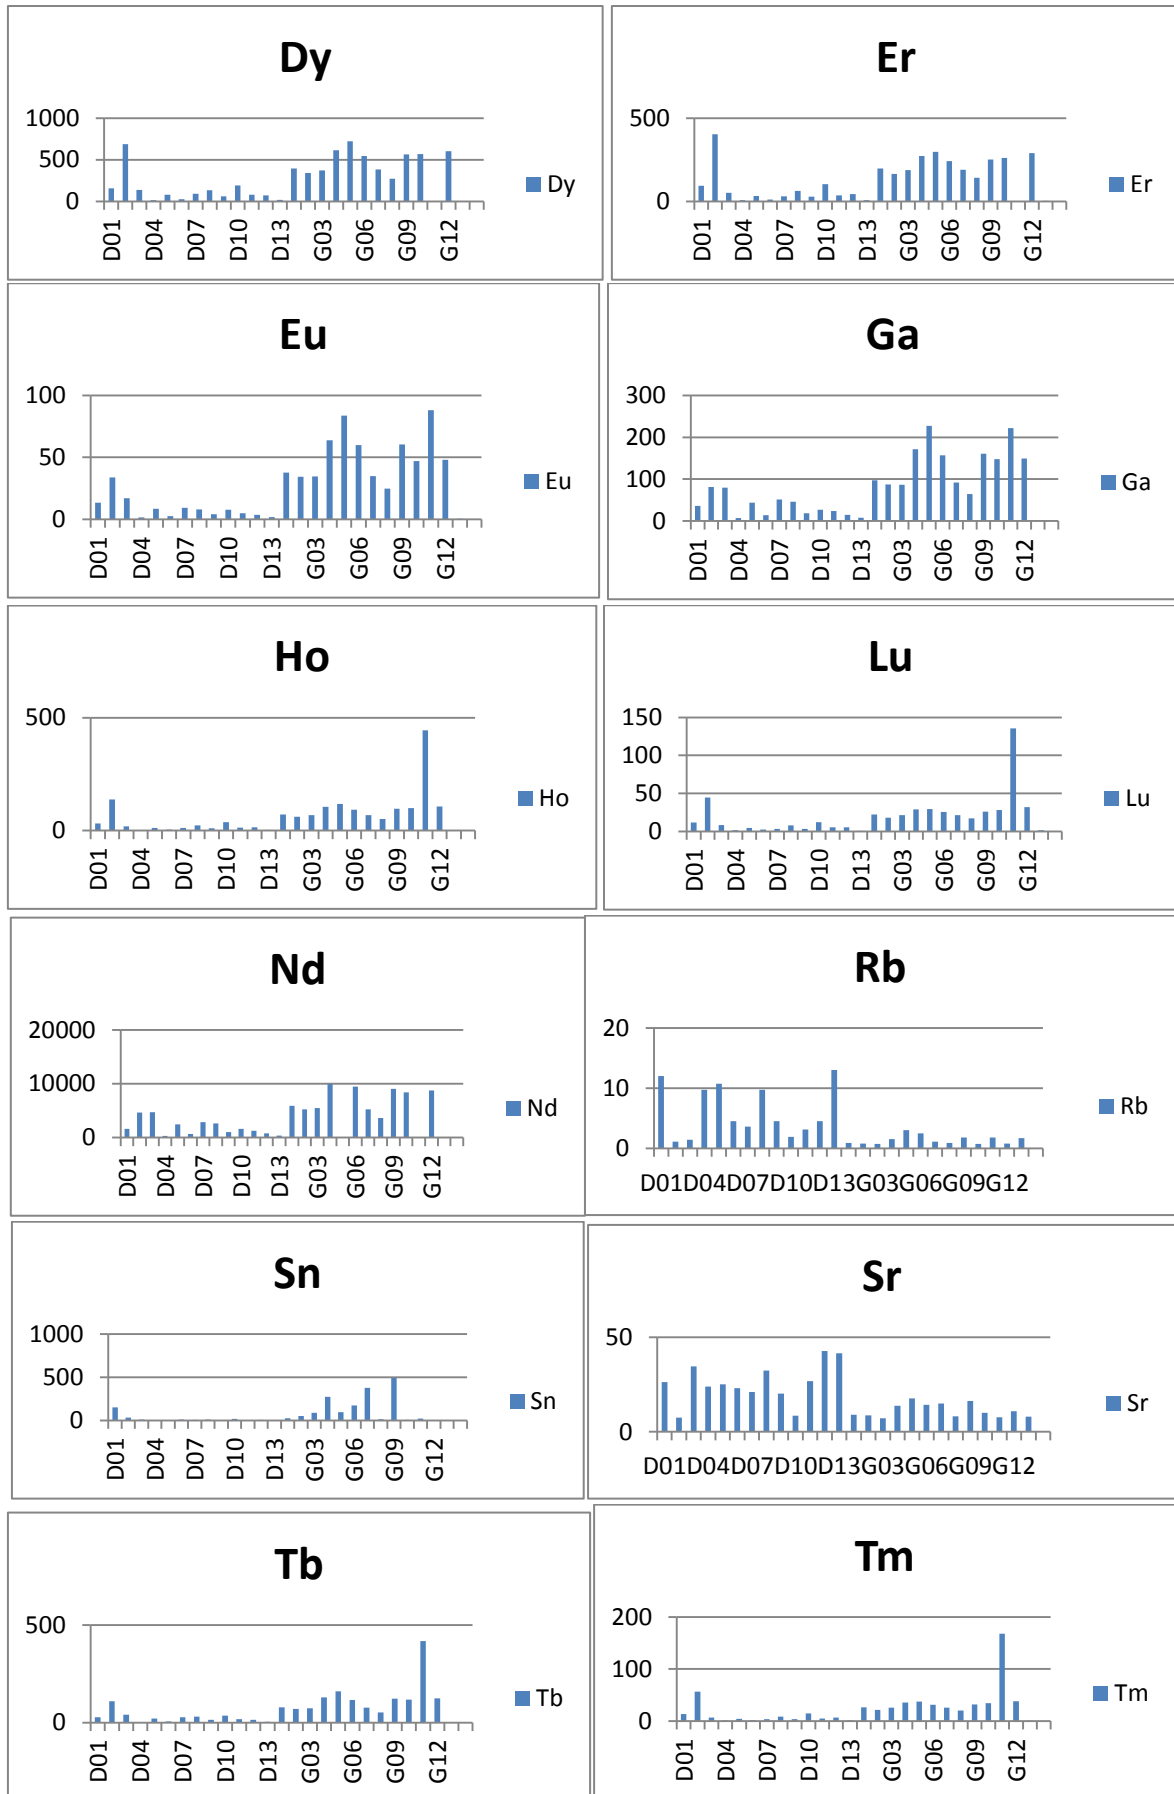 Dy
1000
500
0
D01 D04 D07 D10 D13 G03 G06 G09 G12
Dy
Er
500
0
D01 D04 D07 D10 D13 G03 G06 G09 G12
Er
Eu
100
50
0
D01 D04 D07 D10 D13 G03 G06 G09 G12
Eu
Ga
300
200
100
0
D01 D04 D07 D10 D13 G03 G06 G09 G12
Ga
Ho
500
0
D01 D04 D07 D10 D13 G03 G06 G09 G12
Ho
Lu
150
100
50
0
D01 D04 D07 D10 D13 G03 G06 G09 G12
Lu
Nd
20000
10000
0
D01 D04 D07 D10 D13 G03 G06 G09 G12
Nd
Rb
20
10
0
D01D04D07D10D13G03G06G09G12
Rb
Sn
1000
500
0
D01 D04 D07 D10 D13 G03 G06 G09 G12
Sn
Sr
50
0
D01D04D07D10D13G03G06G09G12
Sr
Tb
500
0
D01 D04 D07 D10 D13 G03 G06 G09 G12
Tb
Tm
200
100
0
D01 D04 D07 D10 D13 G03 G06 G09 G12
Tm